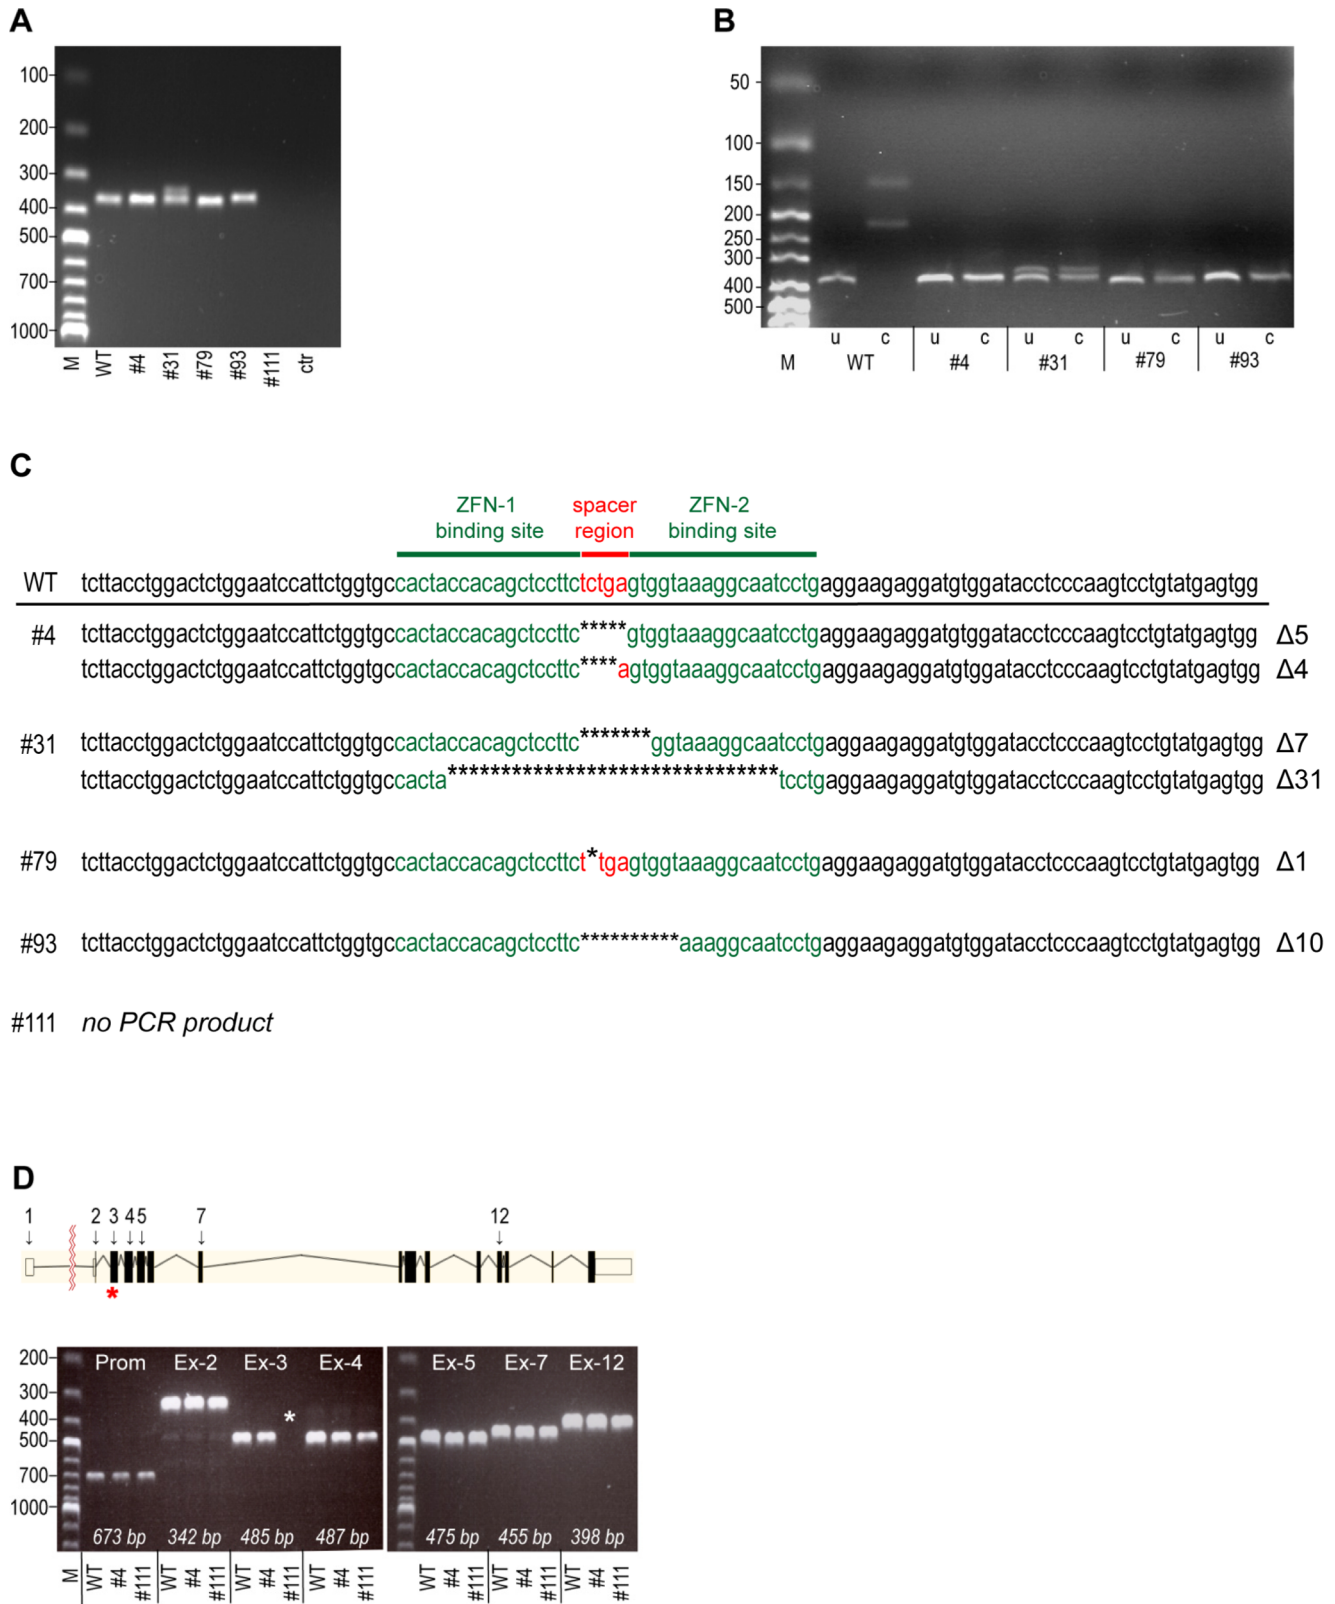 A
100
200
300
400
500
700
1000
M WT #4 #31 #79 #93 #111 ctr
B
50
100
150
200
250
300
400
500
u c u c u c u c u c
M WT #4 #31 #79 #93
C
ZFN-1 binding site
spacer region
ZFN-2 binding site
WT tcttacctggactctggaatccattctggtgccactaccacagctccttctctgagtggtaaaggcaatcctgaggaagaggatgtggatacctcccaagtcctgtatgagtgg
#4 tcttacctggactctggaatccattctggtgccactaccacagctccttc*****gtggtaaaggcaatcctgaggaagaggatgtggatacctcccaagtcctgtatgagtgg Δ5
tcttacctggactctggaatccattctggtgccactaccacagctccttc****agtggtaaaggcaatcctgaggaagaggatgtggatacctcccaagtcctgtatgagtgg Δ4
#31 tcttacctggactctggaatccattctggtgccactaccacagctccttc*******ggtaaaggcaatcctgaggaagaggatgtggatacctcccaagtcctgtatgagtgg Δ7
tcttacctggactctggaatccattctggtgccacta*******************************tcctgaggaagaggatgtggatacctcccaagtcctgtatgagtgg Δ31
#79 tcttacctggactctggaatccattctggtgccactaccacagctccttct*tgagtggtaaaggcaatcctgaggaagaggatgtggatacctcccaagtcctgtatgagtgg Δ1
#93 tcttacctggactctggaatccattctggtgccactaccacagctccttc**********aaaggcaatcctgaggaagaggatgtggatacctcccaagtcctgtatgagtgg Δ10
#111 no PCR product
D
1 2 3 4 5 7 12
*
200
300
400
500
700
1000
Prom Ex-2 Ex-3 Ex-4 Ex-5 Ex-7 Ex-12
*
673 bp 342 bp 485 bp 487 bp 475 bp 455 bp 398 bp
M WT #4 #111 WT #4 #111 WT #4 #111 WT #4 #111 WT #4 #111 WT #4 #111 WT #4 #111